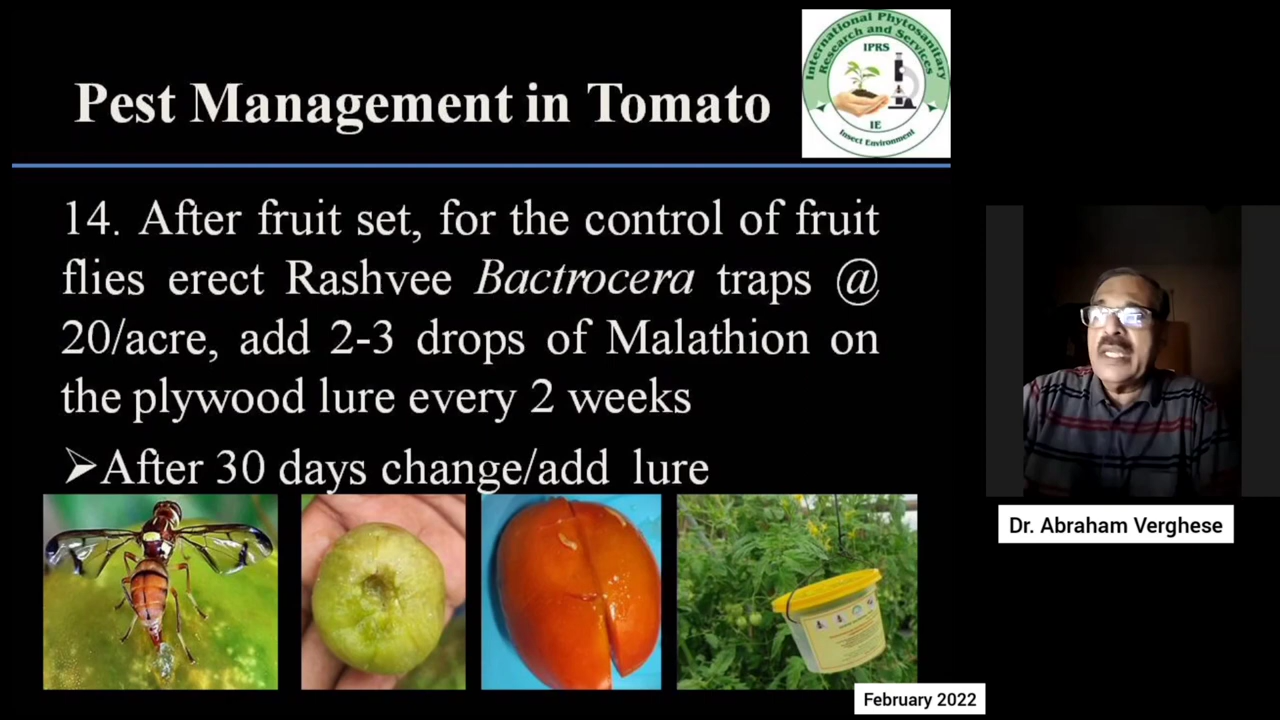 Pest Management in Tomato
International Phytosanitary
Research and Services
IPRS
IE
Insect Environment
14. After fruit set, for the control of fruit
flies erect Rashvee Bactrocera traps @
20/acre, add 2-3 drops of Malathion on
the plywood lure every 2 weeks
➢After 30 days change/add lure
Dr. Abraham Verghese
February 2022